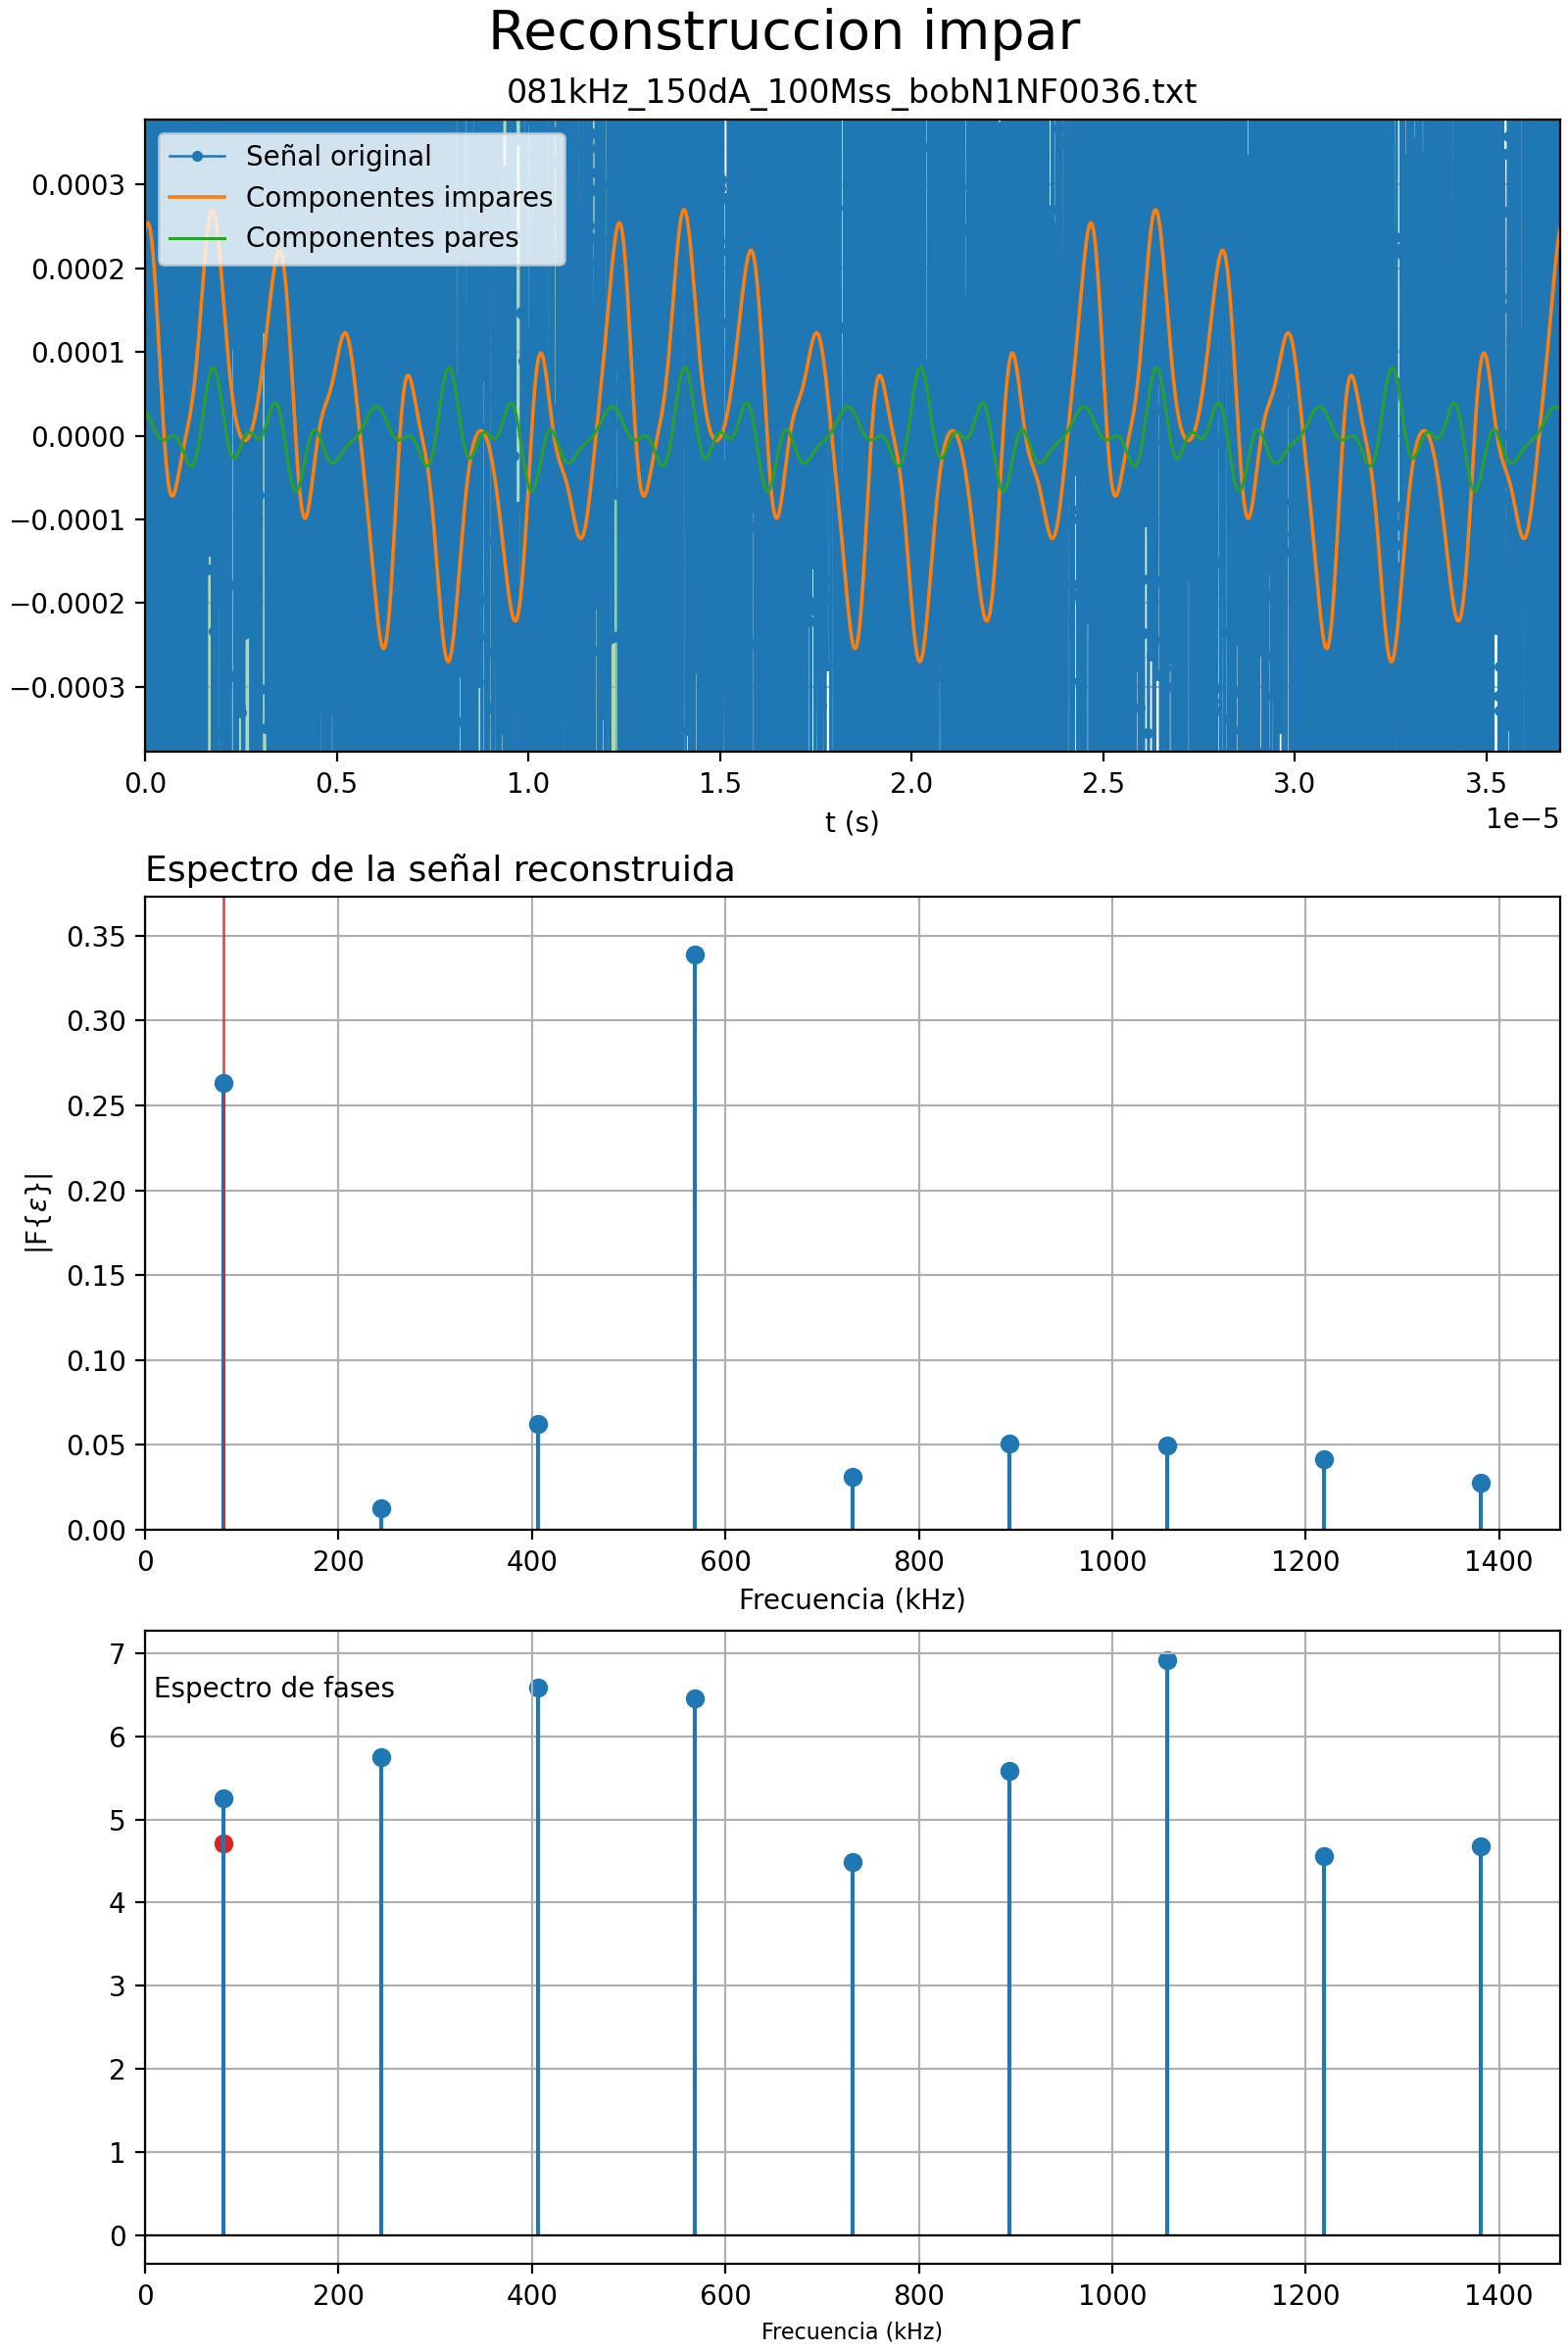 Reconstruccion impar
081kHz_150dA_100Mss_bobN1NF0036.txt
Señal original
Componentes impares
Componentes pares
0.0003
0.0002
0.0001
0.0000
−0.0001
−0.0002
−0.0003
0.0 0.5 1.0 1.5 2.0 2.5 3.0 3.5
1e−5
t (s)
Espectro de la señal reconstruida
0.35
0.30
0.25
0.20
0.15
0.10
0.05
0.00
|F{ε}|
0 200 400 600 800 1000 1200 1400
Frecuencia (kHz)
Espectro de fases
7
6
5
4
3
2
1
0
0 200 400 600 800 1000 1200 1400
Frecuencia (kHz)